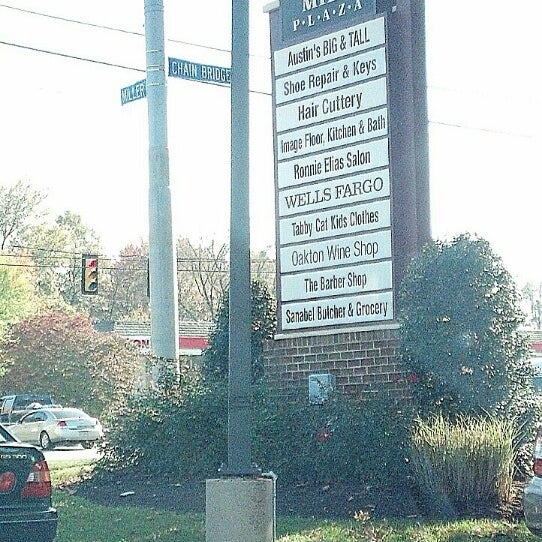 P·L·A·Z·A
Austin's BIG & TALL
Shoe Repair & Keys
Hair Cuttery
Image Floor, Kitchen & Bath
Ronnie Elias Salon
WELLS FARGO
Tabby Cat Kids Clothes
Oakton Wine Shop
The Barber Shop
Sanabel Butcher & Grocery
CHAIN BRIDGE
MILLER